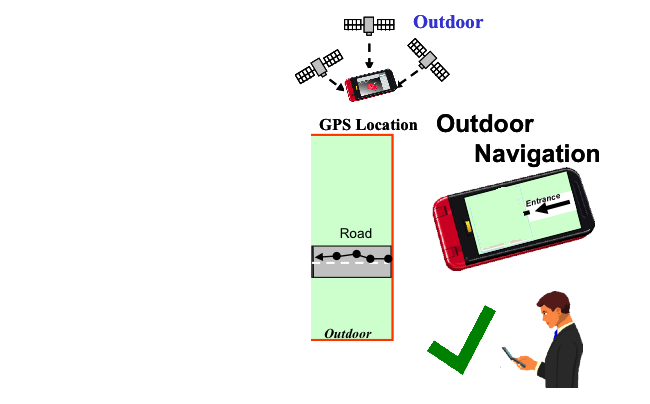 Outdoor
GPS Location
Outdoor
Navigation
Entrance
Road
Outdoor